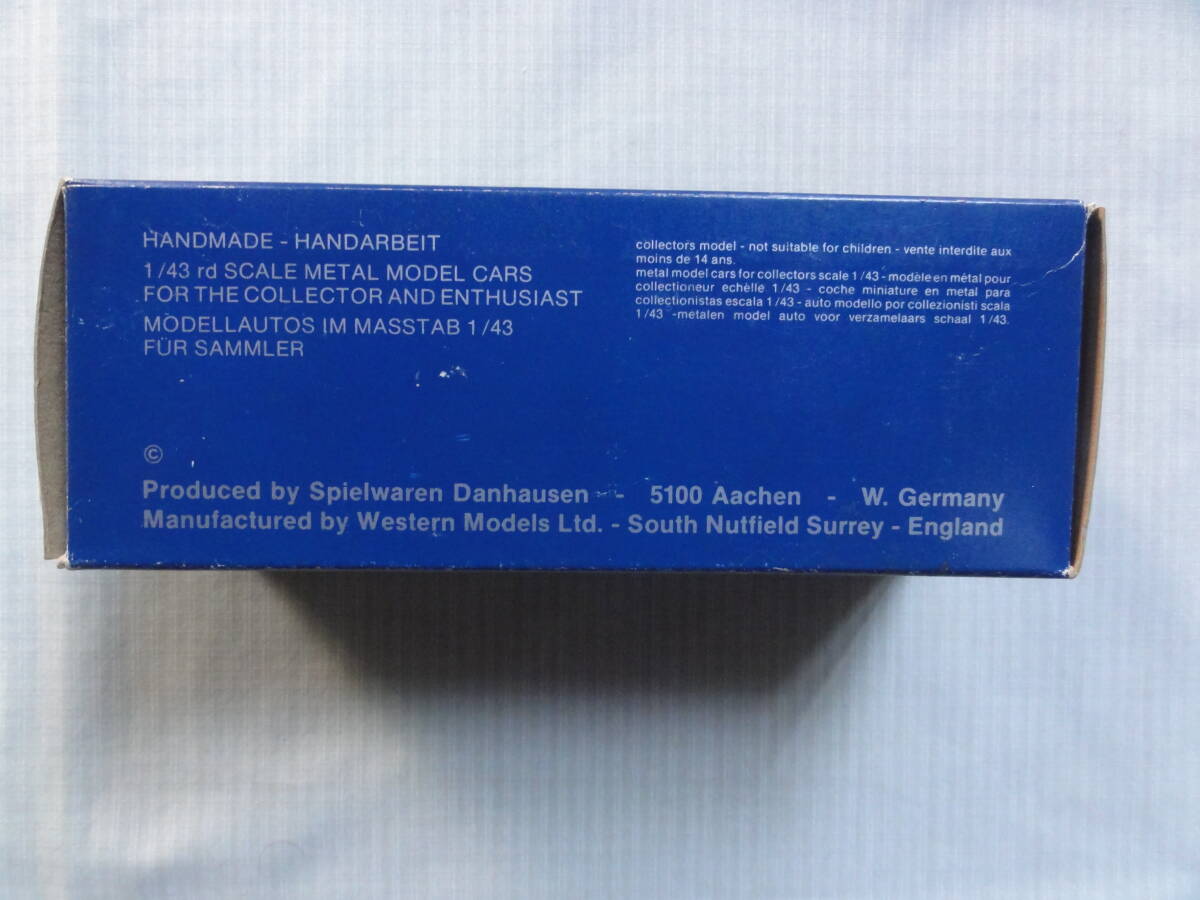 HANDMADE - HANDARBEIT
1/43 rd SCALE METAL MODEL CARS
FOR THE COLLECTOR AND ENTHUSIAST
MODELLAUTOS IM MASSTAB 1/43
FÜR SAMMLER
collectors model - not suitable for children - vente interdite aux
moins de 14 ans.
metal model cars for collectors scale 1/43 - modèle en métal pour
collectioneur echèlle 1/43 - coche miniature en metal para
collectionistas escala 1/43 - auto modello por collezionisti scala
1/43 -metalen model auto voor verzamelaars schaal 1/43.
©
Produced by Spielwaren Danhausen - - 5100 Aachen - W. Germany
Manufactured by Western Models Ltd. - South Nutfield Surrey - England